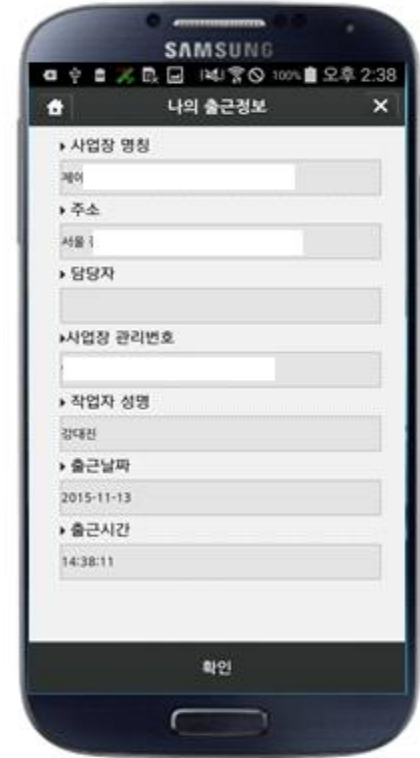 SAMSUNG
100% 오후 2:38
나의 출근정보
사업장 명칭
제이
주소
서울
담당자
사업장 관리번호
작업자 성명
강대진
출근날짜
2015-11-13
출근시간
14:38:11
확인